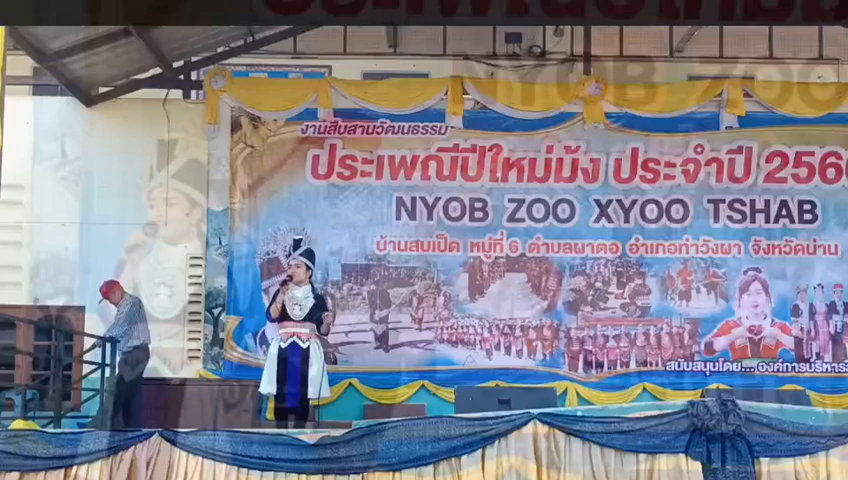 งานสืบสานวัฒนธรรม
ประเพณีปีใหม่ม้ง ประจำปี 256
NYOB ZOO XYOO TSHAB
บ้านสบเป็ด หมู่ที่ 6 ตำบลผาตอ อำเภอท่าวังผา จังหวัดน่าน
สนับสนุนโดย... องค์การบริหาร